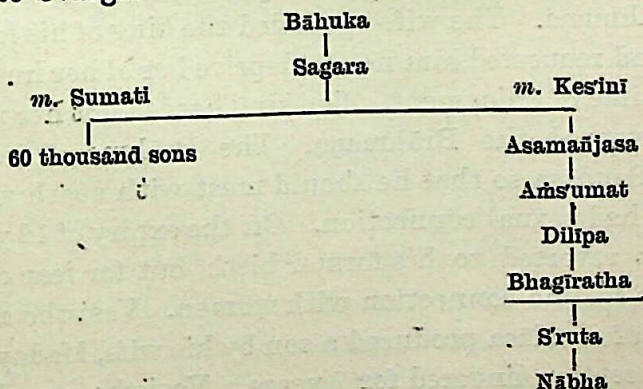 Bāhuka
Sagara
m. Sumati
m. Kes'inī
60 thousand sons
Asamañjasa
Aṁs'umat
Dilīpa
Bhagīratha
S'ruta
Nābha